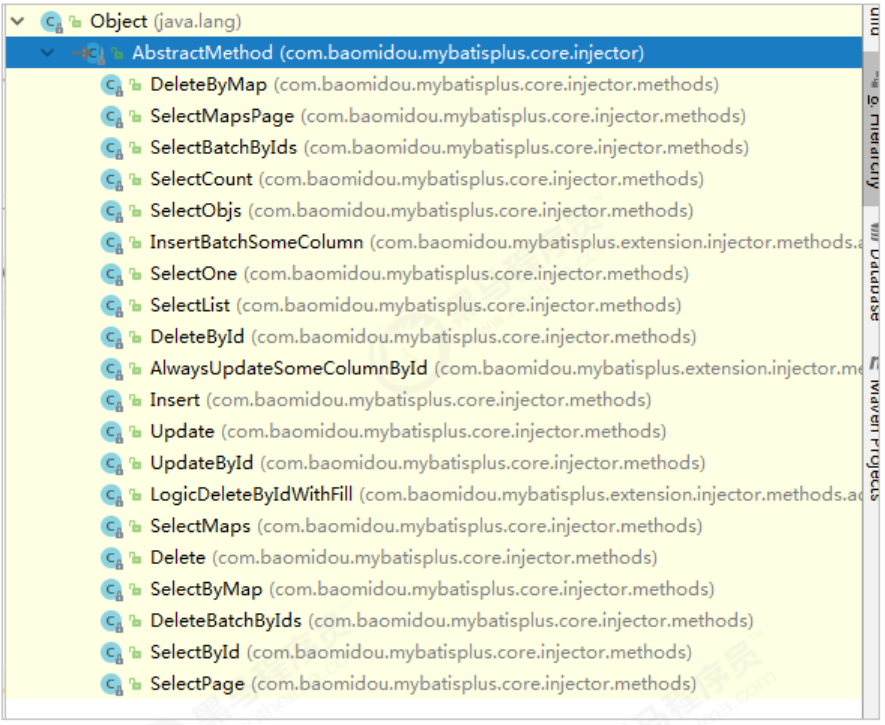 Object (java.lang)
AbstractMethod (com.baomidou.mybatisplus.core.injector)
DeleteByMap (com.baomidou.mybatisplus.core.injector.methods)
SelectMapsPage (com.baomidou.mybatisplus.core.injector.methods)
SelectBatchByIds (com.baomidou.mybatisplus.core.injector.methods)
SelectCount (com.baomidou.mybatisplus.core.injector.methods)
SelectObjs (com.baomidou.mybatisplus.core.injector.methods)
InsertBatchSomeColumn (com.baomidou.mybatisplus.extension.injector.methods.a
SelectOne (com.baomidou.mybatisplus.core.injector.methods)
SelectList (com.baomidou.mybatisplus.core.injector.methods)
DeleteById (com.baomidou.mybatisplus.core.injector.methods)
AlwaysUpdateSomeColumnById (com.baomidou.mybatisplus.extension.injector.me
Insert (com.baomidou.mybatisplus.core.injector.methods)
Update (com.baomidou.mybatisplus.core.injector.methods)
UpdateById (com.baomidou.mybatisplus.core.injector.methods)
LogicDeleteByIdWithFill (com.baomidou.mybatisplus.extension.injector.methods.ad
SelectMaps (com.baomidou.mybatisplus.core.injector.methods)
Delete (com.baomidou.mybatisplus.core.injector.methods)
SelectByMap (com.baomidou.mybatisplus.core.injector.methods)
DeleteBatchByIds (com.baomidou.mybatisplus.core.injector.methods)
SelectById (com.baomidou.mybatisplus.core.injector.methods)
SelectPage (com.baomidou.mybatisplus.core.injector.methods)
Hierarchy
Database
Maven Projects
黑马程序员